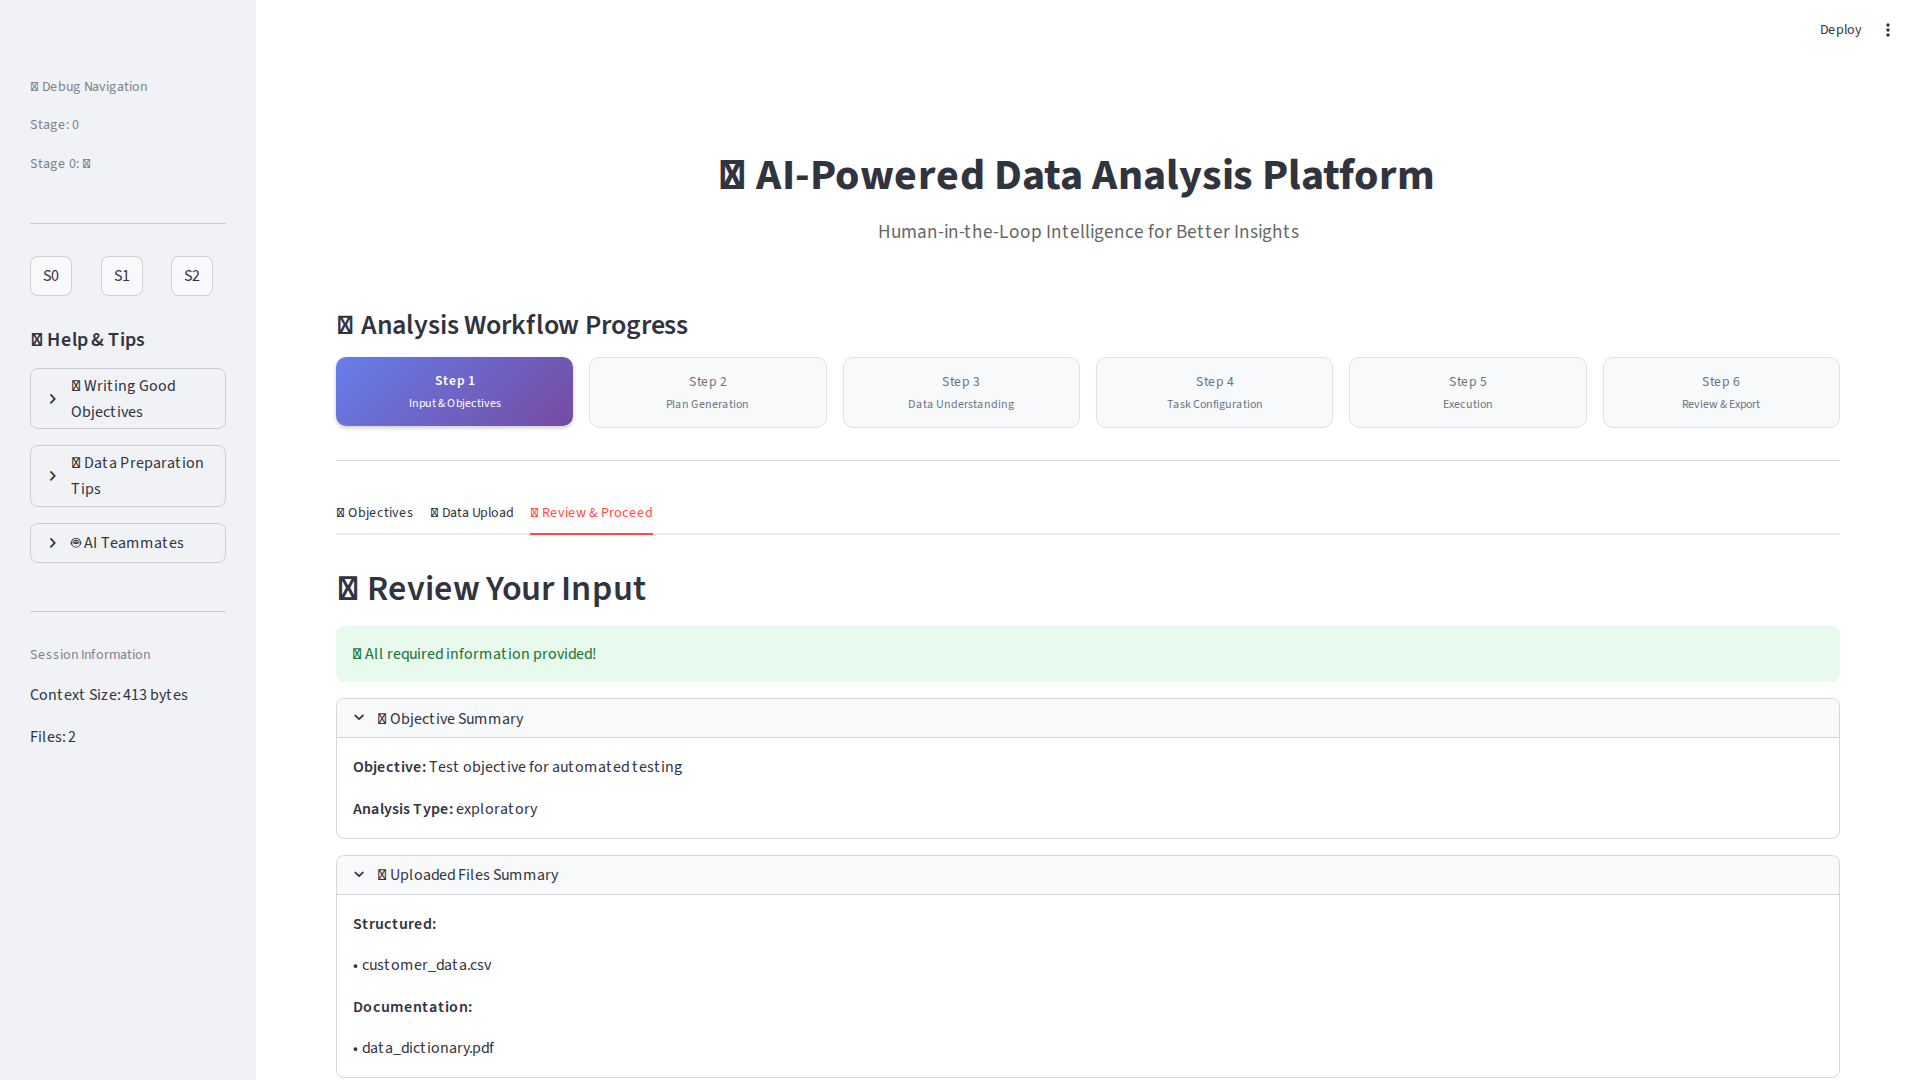 Deploy
Debug Navigation
Stage: 0
Stage 0:
S0
S1
S2
Help & Tips
Writing Good
Objectives
Data Preparation
Tips
AI Teammates
Session Information
Context Size: 413 bytes
Files: 2
AI-Powered Data Analysis Platform
Human-in-the-Loop Intelligence for Better Insights
Analysis Workflow Progress
Step 1
Input & Objectives
Step 2
Plan Generation
Step 3
Data Understanding
Step 4
Task Configuration
Step 5
Execution
Step 6
Review & Export
Objectives
Data Upload
Review & Proceed
Review Your Input
All required information provided!
Objective Summary
Objective: Test objective for automated testing
Analysis Type: exploratory
Uploaded Files Summary
Structured:
• customer_data.csv
Documentation:
• data_dictionary.pdf